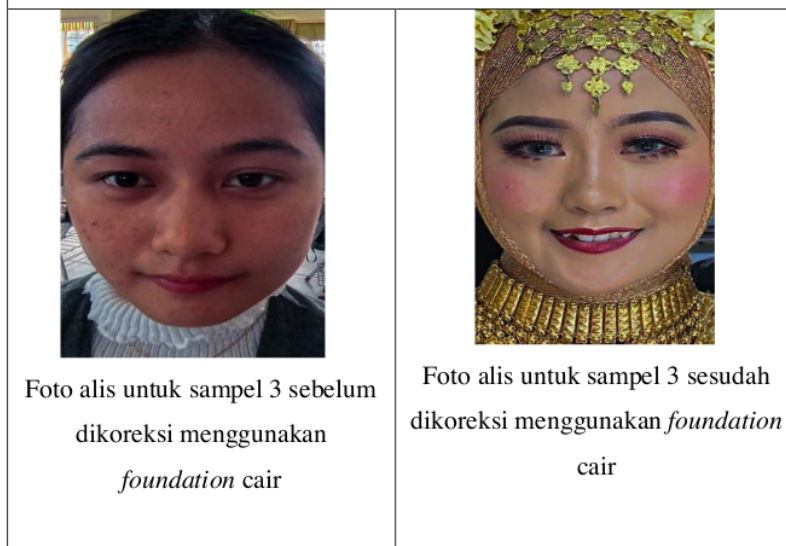 Foto alis untuk sampel 3 sebelum
dikoreksi menggunakan
foundation cair
Foto alis untuk sampel 3 sesudah
dikoreksi menggunakan foundation
cair